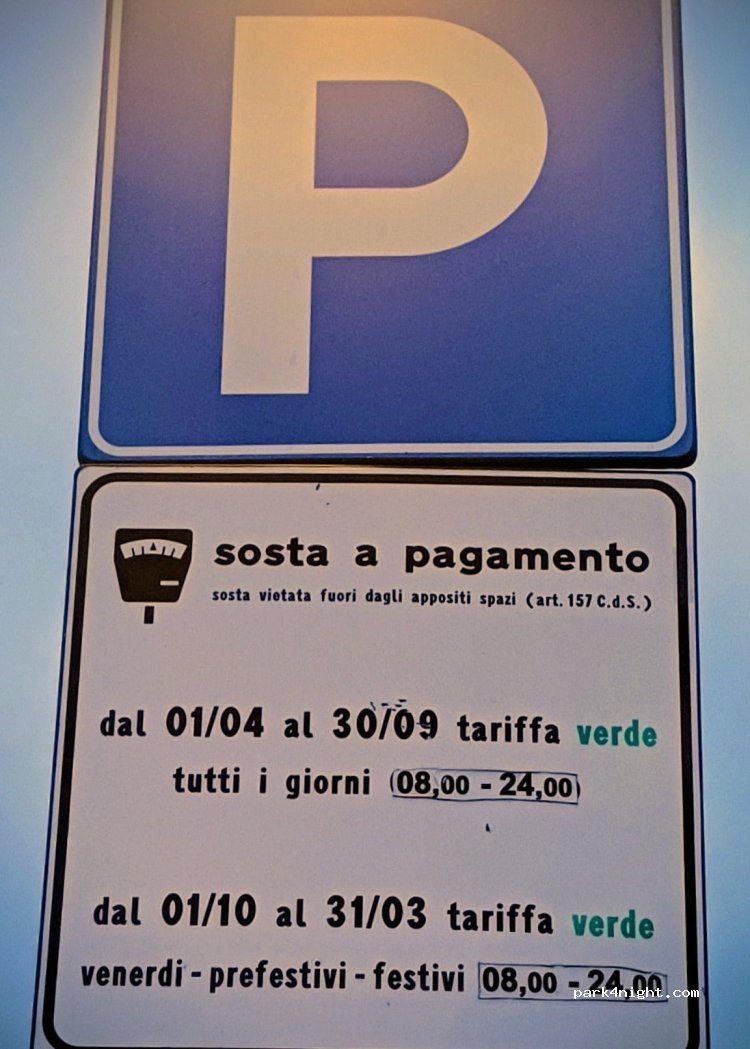 P
sosta a pagamento
sosta vietata fuori dagli appositi spazi (art. 157 C.d.S.)
dal 01/04 al 30/09 tariffa verde
tutti i giorni (08,00 - 24,00)
dal 01/10 al 31/03 tariffa verde
venerdi - prefestivi - festivi 08,00 - 24,00
park4night.com